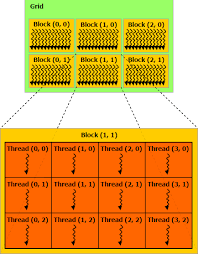 Grid
Block (0, 0) Block (1, 0) Block (2, 0)
Block (0, 1) Block (1, 1) Block (2, 1)
Block (1, 1)
Thread (0, 0) Thread (1, 0) Thread (2, 0) Thread (3, 0)
Thread (0, 1) Thread (1, 1) Thread (2, 1) Thread (3, 1)
Thread (0, 2) Thread (1, 2) Thread (2, 2) Thread (3, 2)